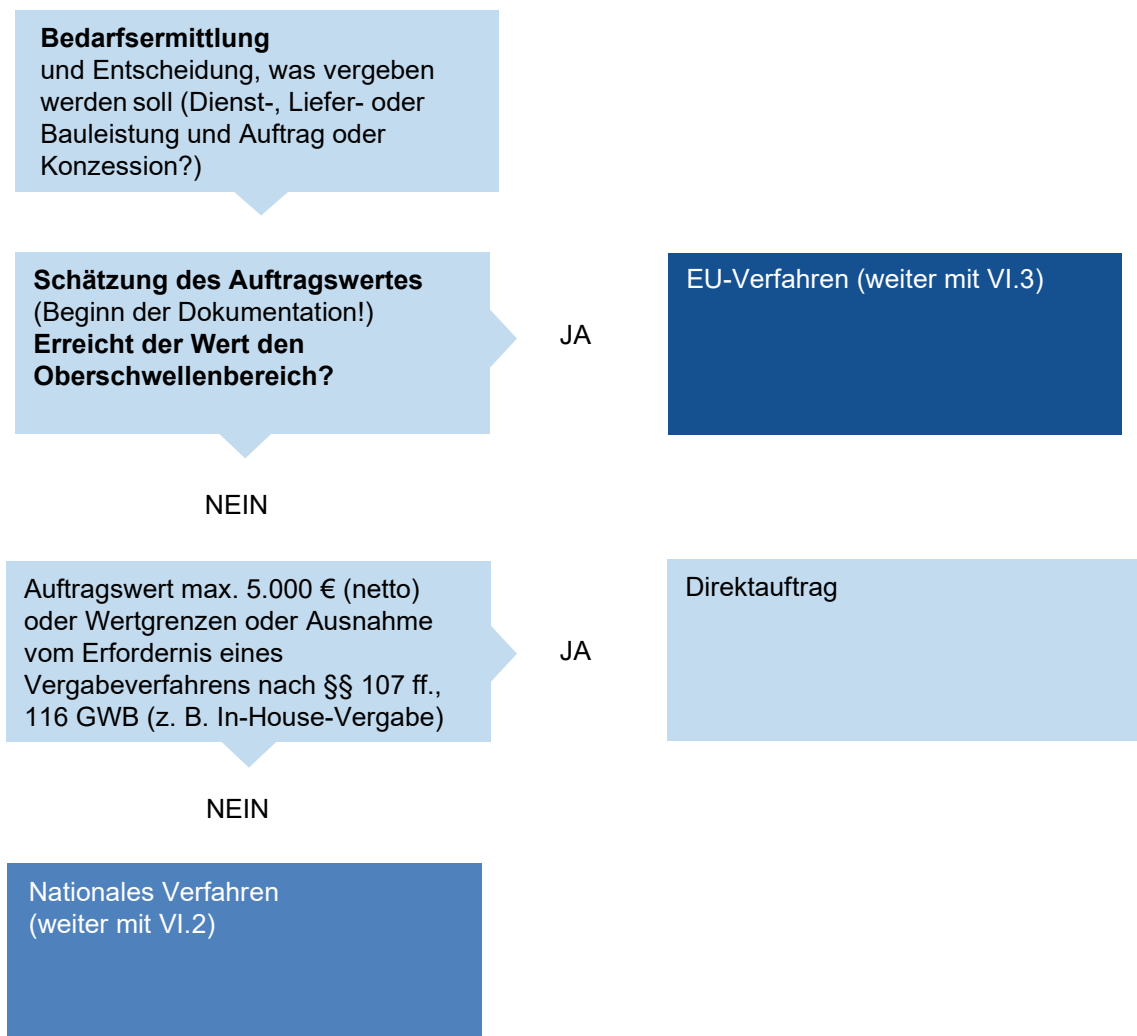 Bedarfsermittlung
und Entscheidung, was vergeben
werden soll (Dienst-, Liefer- oder
Bauleistung und Auftrag oder
Konzession?)
Schätzung des Auftragswertes
(Beginn der Dokumentation!)
Erreicht der Wert den
Oberschwellenbereich?
JA
EU-Verfahren (weiter mit VI.3)
NEIN
Auftragswert max. 5.000 € (netto)
oder Wertgrenzen oder Ausnahme
vom Erfordernis eines
Vergabeverfahrens nach §§ 107 ff.,
116 GWB (z. B. In-House-Vergabe)
JA
Direktauftrag
NEIN
Nationales Verfahren
(weiter mit VI.2)